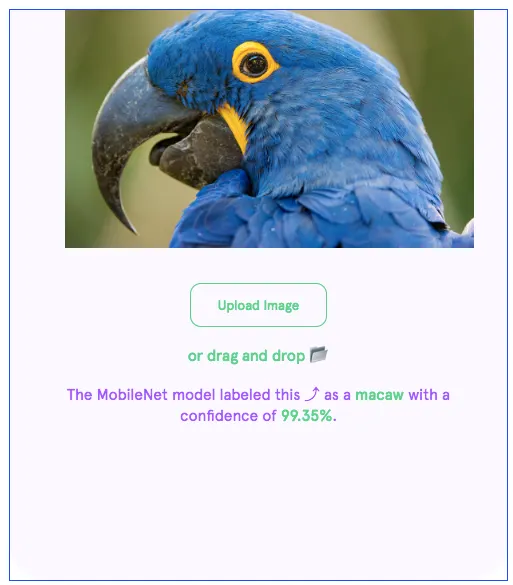 Upload Image
or drag and drop 📂
The MobileNet model labeled this ⤴ as a macaw with a
confidence of 99.35%.